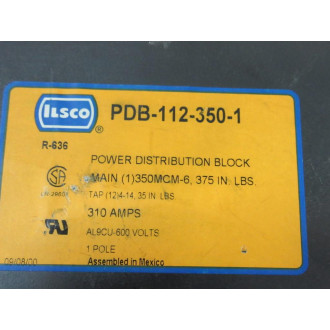 ILSCO
®
PDB-112-350-1
R-636
POWER DISTRIBUTION BLOCK
MAIN (1)350MCM-6, 375 IN. LBS.
TAP (12)4-14, 35 IN. LBS.
310 AMPS
AL9CU-600 VOLTS
1 POLE
Assembled in Mexico
09/08/00